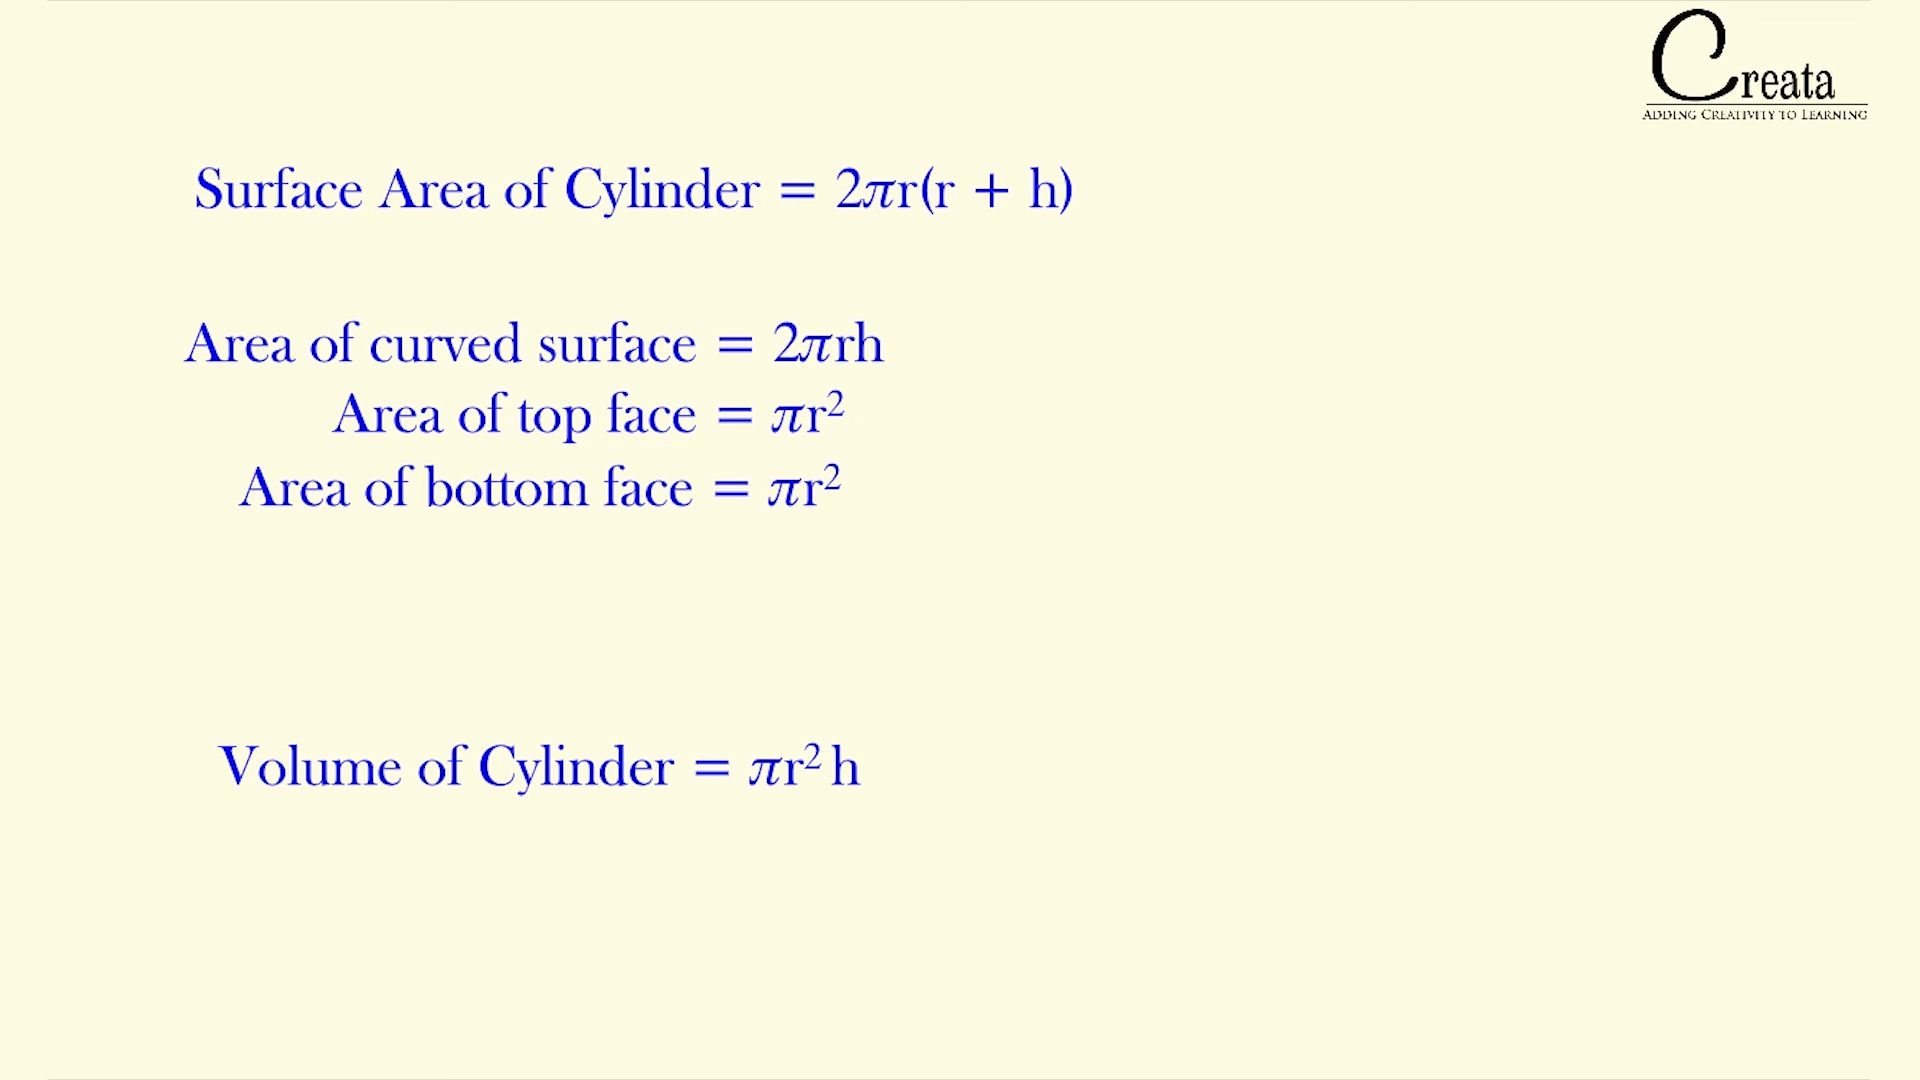 Creata
ADDING CREATIVITY TO LEARNING
Surface Area of Cylinder = 2πr(r + h)
Area of curved surface = 2πrh
Area of top face = πr²
Area of bottom face = πr²
Volume of Cylinder = πr² h